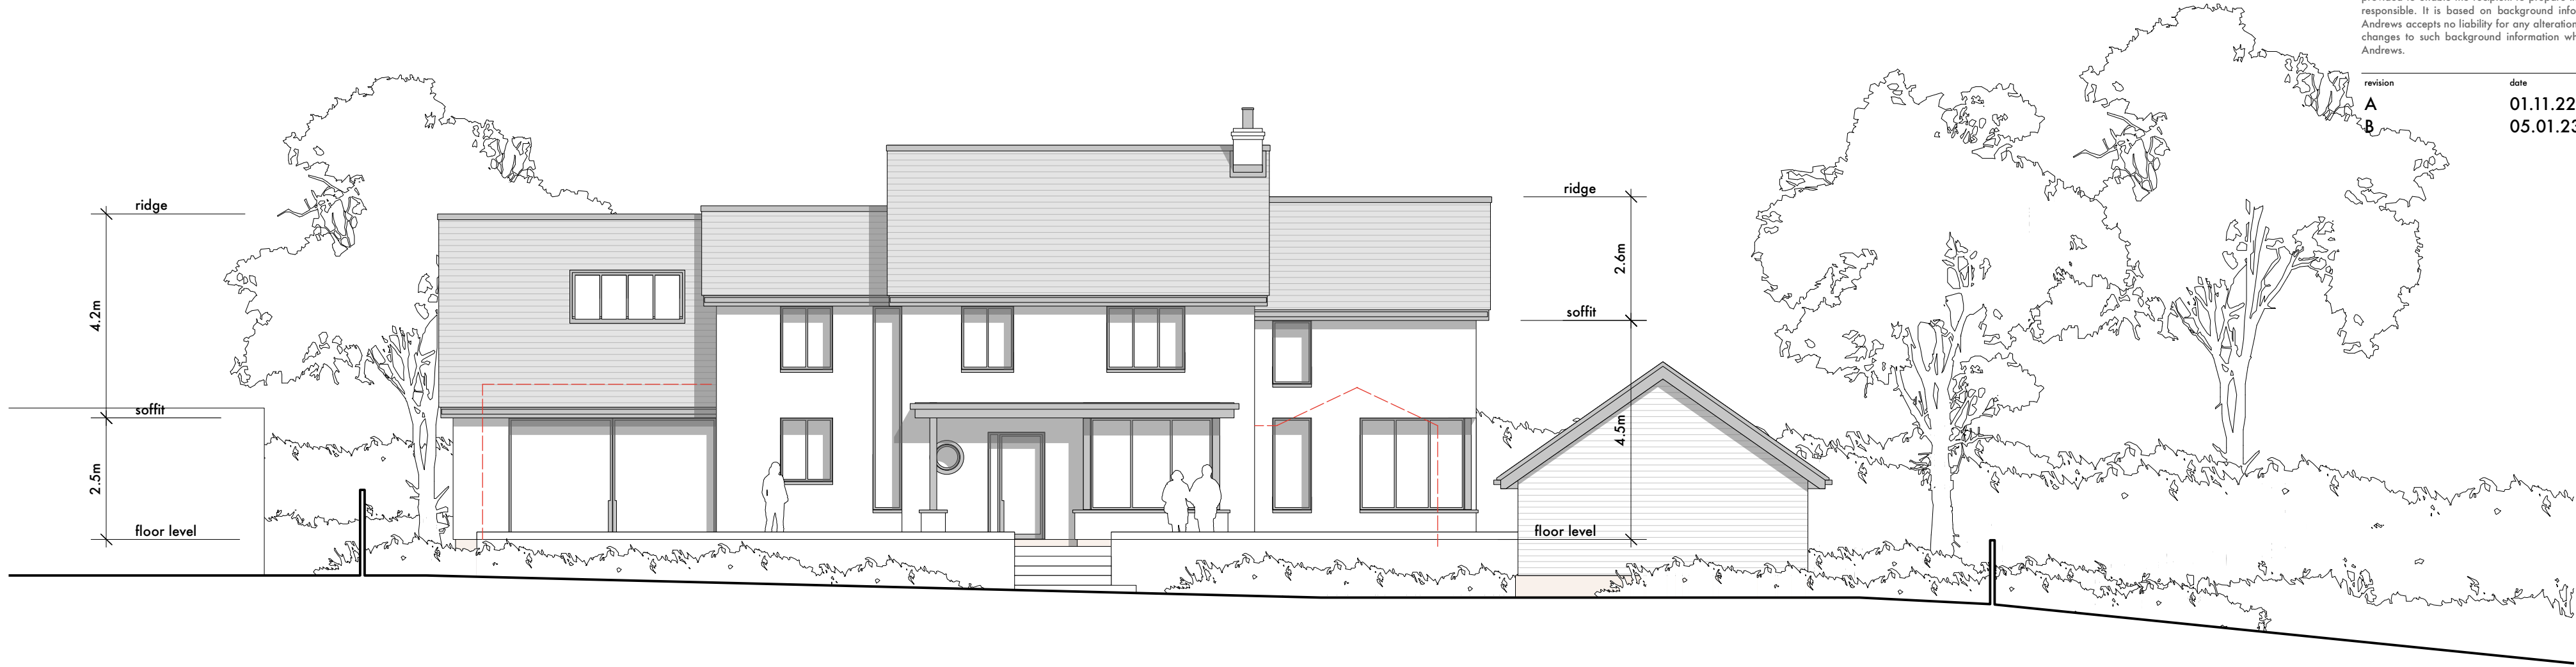 responsible. It is based on background info
Andrews accepts no liability for any alteration
changes to such background information wh
Andrews.
revision date
A 01.11.22
B 05.01.23
ridge
4.2m
soffit
2.5m
floor level
ridge
2.6m
soffit
4.5m
floor level